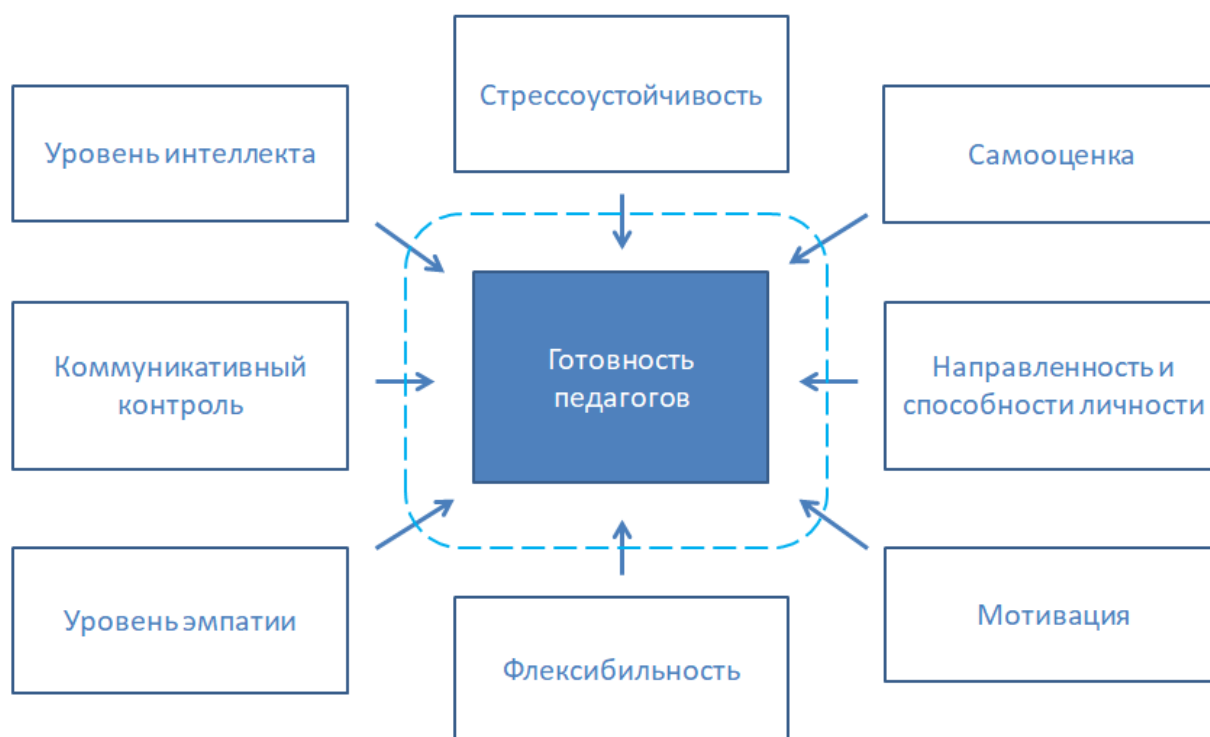 Стрессоустойчивость
Уровень интеллекта
Самооценка
Коммуникативный
контроль
Готовность
педагогов
Направленность и
способности личности
Уровень эмпатии
Флексибильность
Мотивация